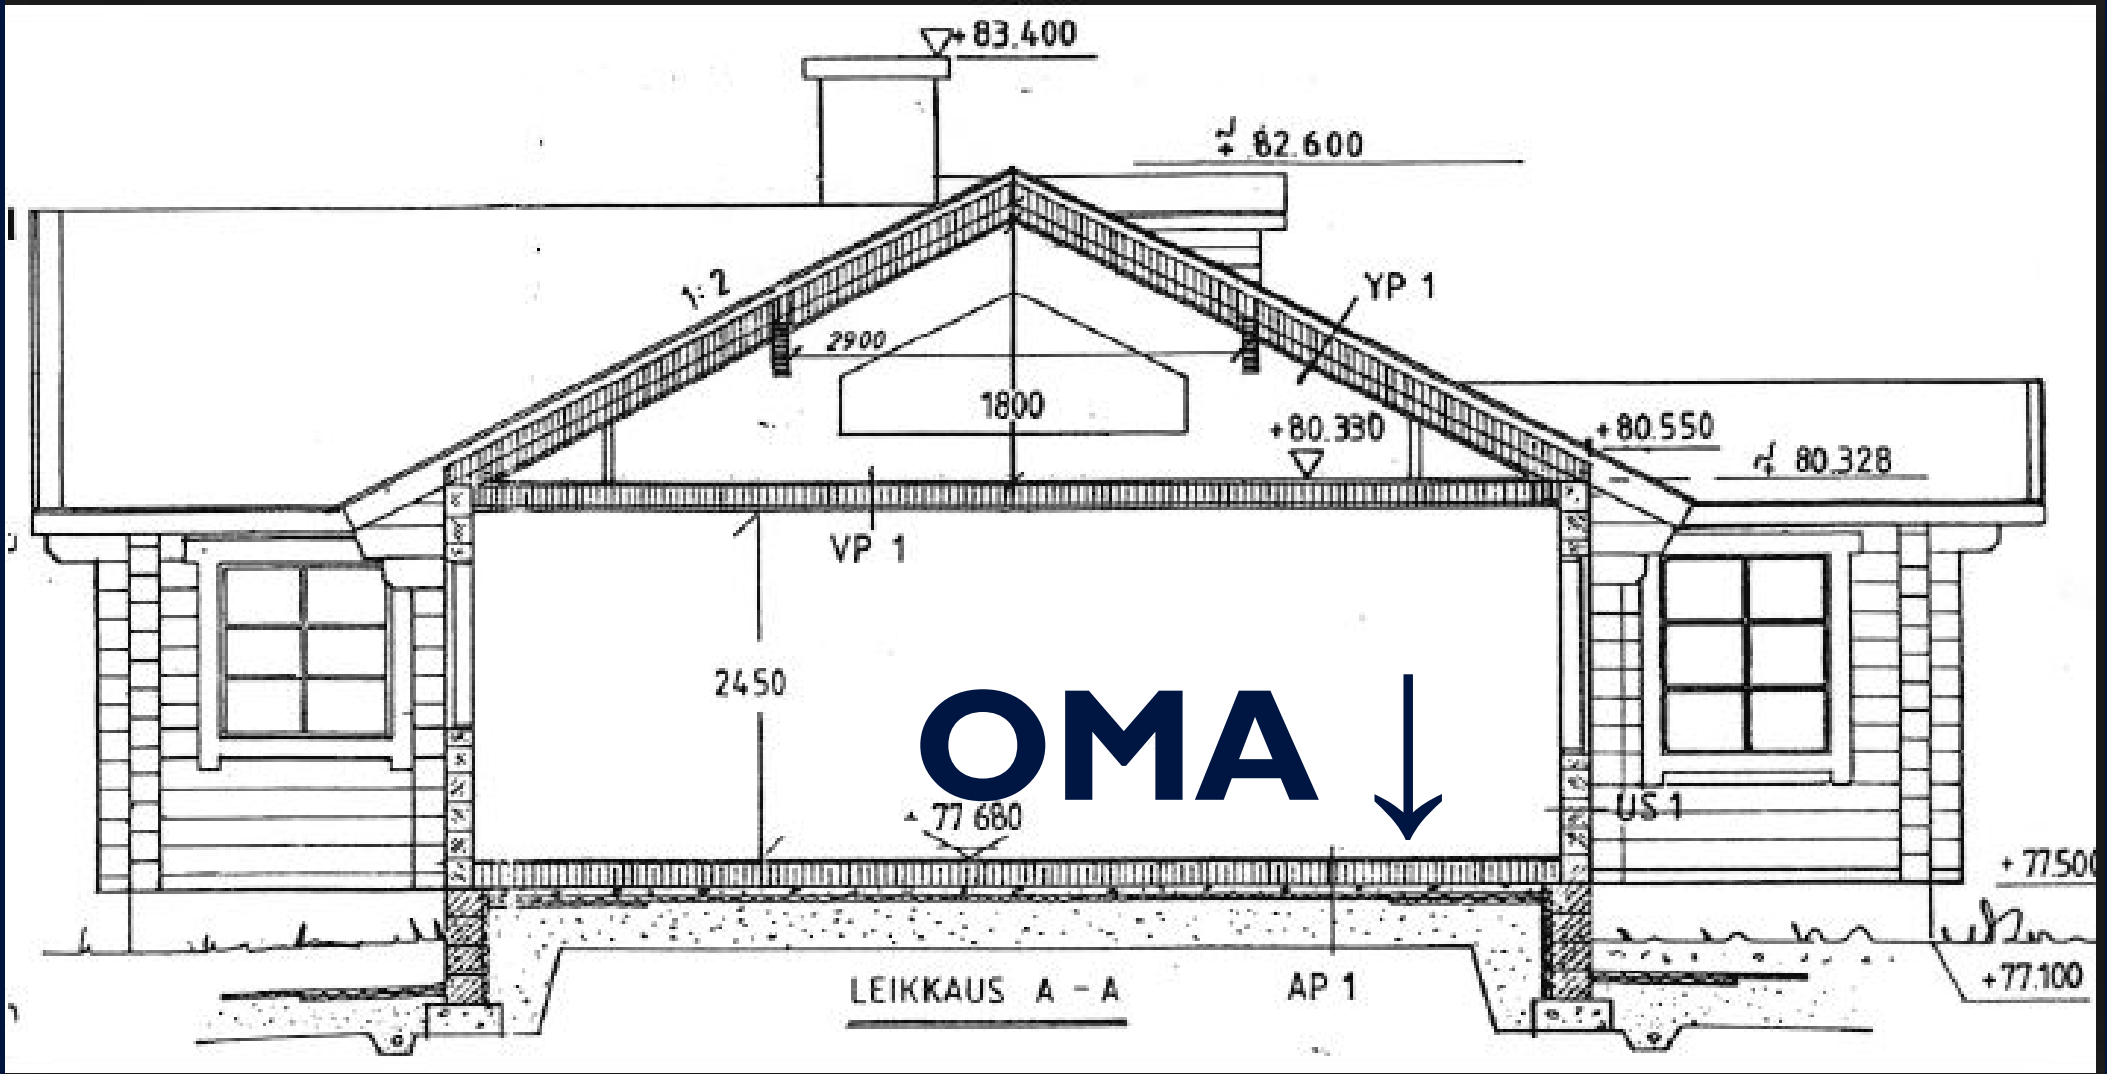 +83.400
+ 82.600
1:2
YP 1
2900
1800
+80.330
+80.550
80.328
VP 1
2450
OMA ↓
77.680
US 1
+77.500
+77.100
LEIKKAUS A - A
AP 1